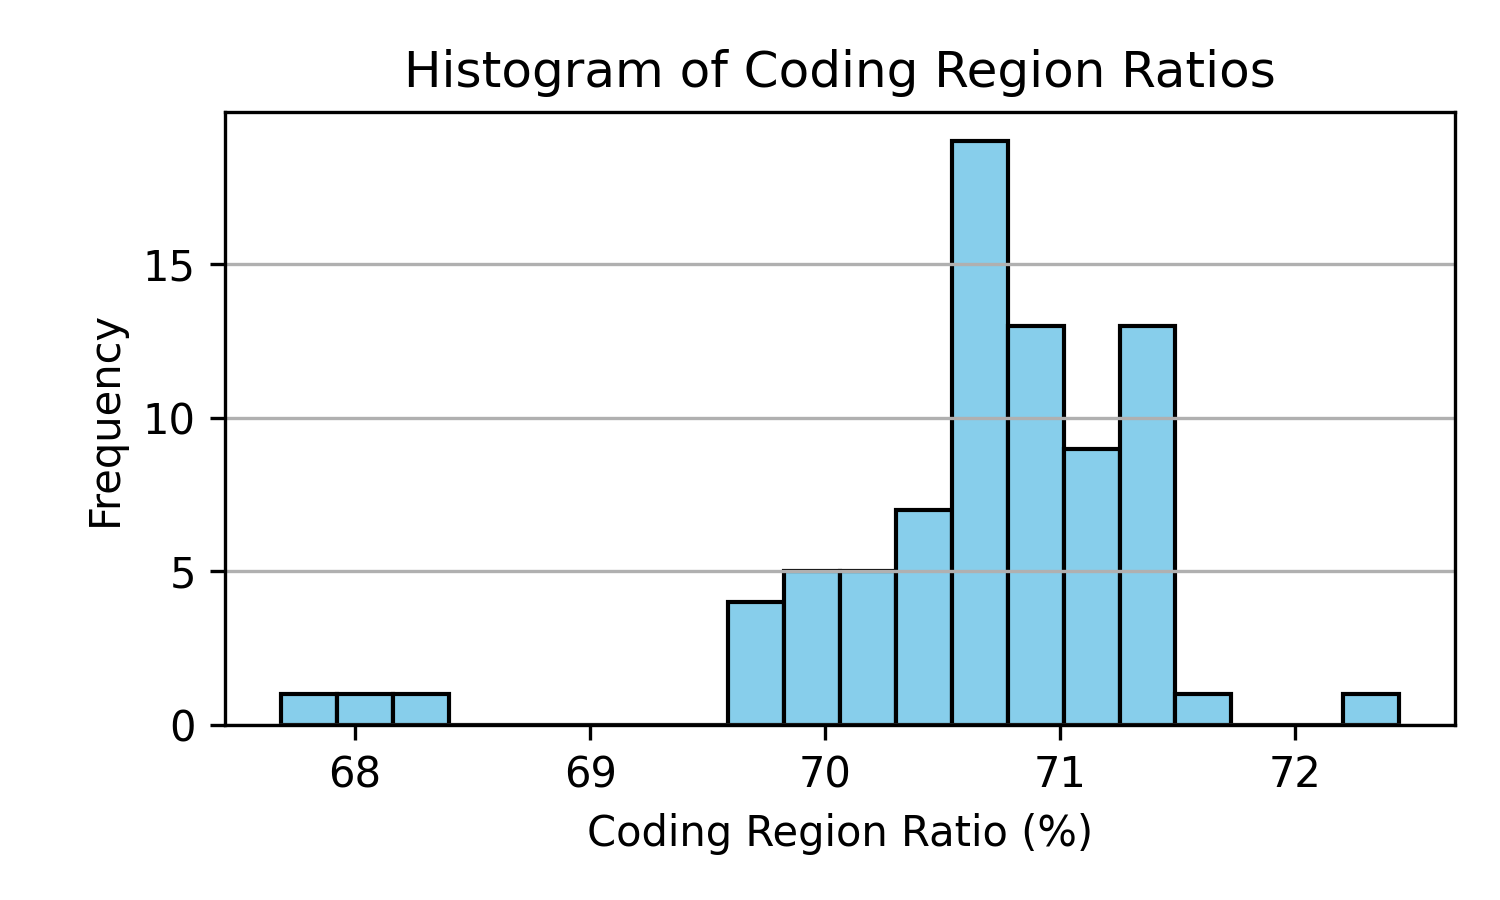 Histogram of Coding Region Ratios
Frequency
15
10
5
0
68 69 70 71 72
Coding Region Ratio (%)